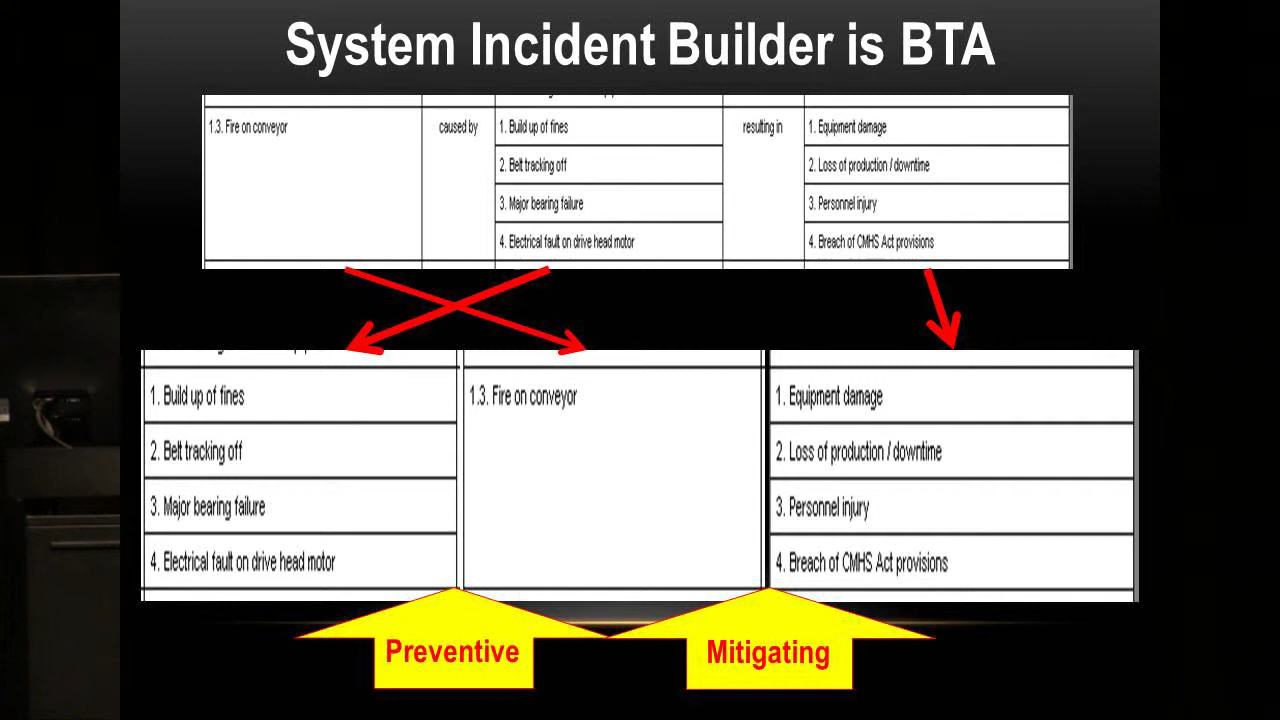 System Incident Builder is BTA
1.3. Fire on conveyor
caused by
1. Build up of fines
resulting in
1. Equipment damage
2. Belt tracking off
2. Loss of production / downtime
3. Major bearing failure
3. Personnel injury
4. Electrical fault on drive head motor
4. Breach of CMHS Act provisions
1. Build up of fines
1.3. Fire on conveyor
1. Equipment damage
2. Belt tracking off
2. Loss of production / downtime
3. Major bearing failure
3. Personnel injury
4. Electrical fault on drive head motor
4. Breach of CMHS Act provisions
Preventive
Mitigating